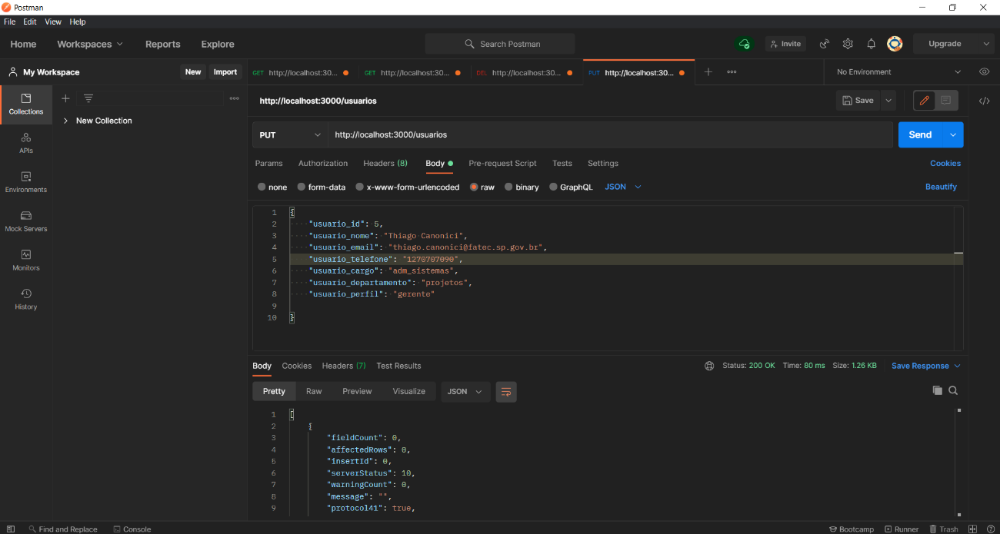 Postman
File Edit View Help
Home Workspaces Reports Explore Search Postman Invite Upgrade
My Workspace New Import GET http://localhost:30... GET http://localhost:30... DEL http://localhost:30... PUT http://localhost:30... No Environment
http://localhost:3000/usuarios Save
Collections
New Collection
PUT http://localhost:3000/usuarios Send
APIs
Environments
Mock Servers
Monitors
History
Params Authorization Headers (8) Body Pre-request Script Tests Settings Cookies
none form-data x-www-form-urlencoded raw binary GraphQL JSON Beautify
1 {
2 "usuario_id": 5,
3 "usuario_nome": "Thiago Canonici",
4 "usuario_email": "thiago.canonici@fatec.sp.gov.br",
5 "usuario_telefone": "1270707090",
6 "usuario_cargo": "adm_sistemas",
7 "usuario_departamento": "projetos",
8 "usuario_perfil": "gerente"
9
10 }
Body Cookies Headers (7) Test Results Status: 200 OK Time: 80 ms Size: 1.26 KB Save Response
Pretty Raw Preview Visualize JSON
1 [
2 {
3 "fieldCount": 0,
4 "affectedRows": 0,
5 "insertId": 0,
6 "serverStatus": 10,
7 "warningCount": 0,
8 "message": "",
9 "protocol41": true,
Find and Replace Console Bootcamp Runner Trash